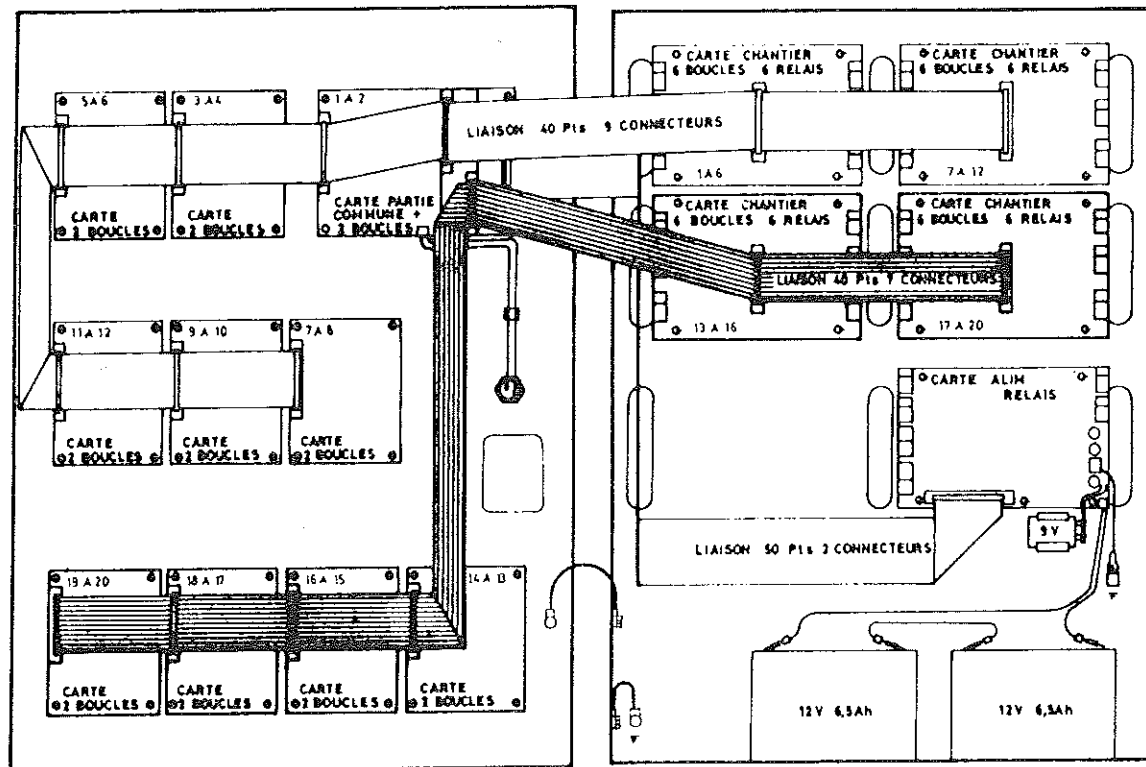 5 A 6
3 A 4
1 A 2
LIAISON 40 Pts 9 CONNECTEURS
CARTE
2 BOUCLES
CARTE
2 BOUCLES
CARTE PARTIE
COMMUNE +
2 BOUCLES
11 A 12
9 A 10
7 A 8
CARTE
2 BOUCLES
CARTE
2 BOUCLES
CARTE
2 BOUCLES
19 A 20
18 A 17
16 A 15
14 A 13
CARTE
2 BOUCLES
CARTE
2 BOUCLES
CARTE
2 BOUCLES
CARTE
2 BOUCLES
CARTE CHANTIER
6 BOUCLES 6 RELAIS
1 A 6
CARTE CHANTIER
6 BOUCLES 6 RELAIS
7 A 12
CARTE CHANTIER
6 BOUCLES 6 RELAIS
13 A 16
CARTE CHANTIER
6 BOUCLES 6 RELAIS
LIAISON 40 Pts 7 CONNECTEURS
17 A 20
CARTE ALIM
RELAIS
9 V
LIAISON 50 Pts 2 CONNECTEURS
12V 6,5Ah
12V 6,5Ah